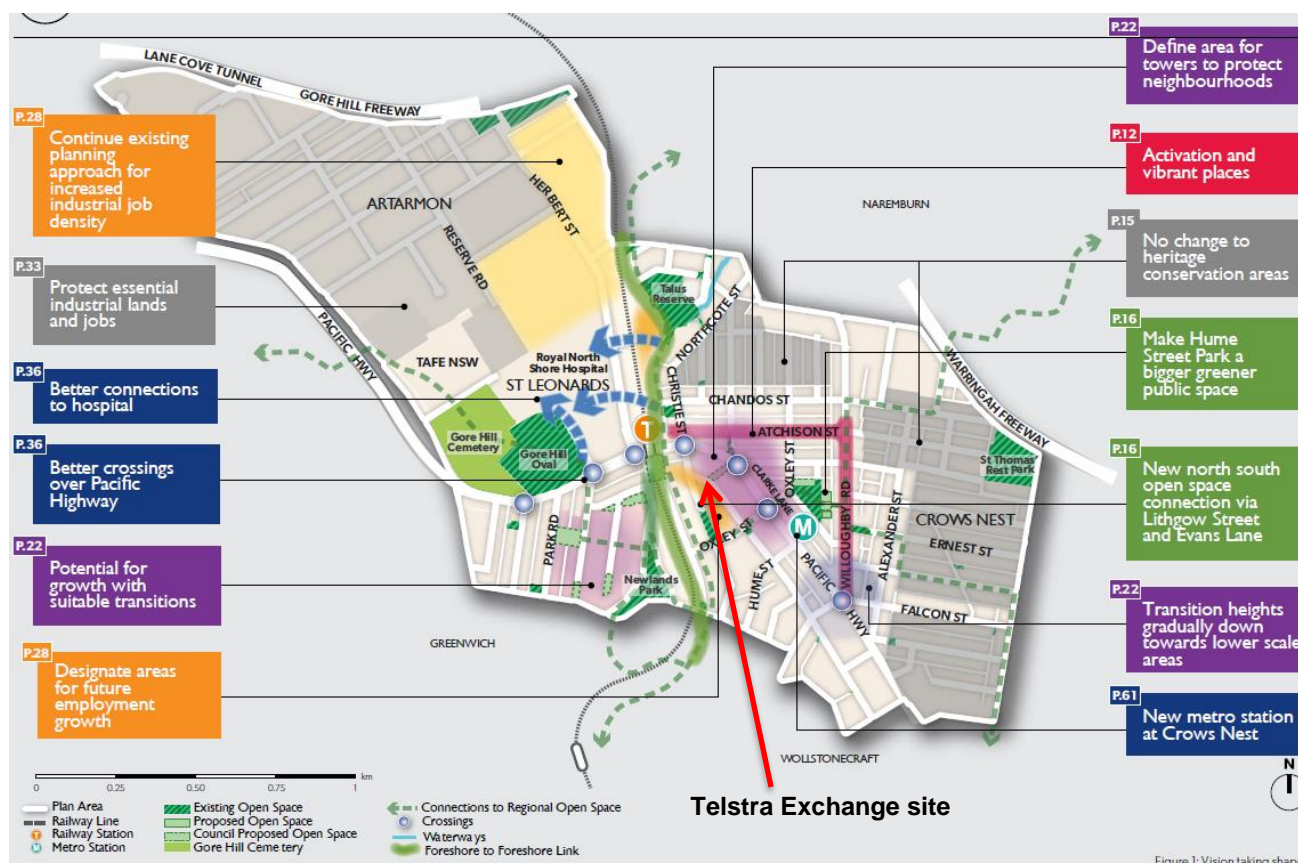 P.28
Continue existing
planning
approach for
increased
industrial job
density
P.33
Protect essential
industrial lands
and jobs
P.36
Better connections
to hospital
P.36
Better crossings
over Pacific
Highway
P.22
Potential for
growth with
suitable transitions
P.28
Designate areas
for future
employment
growth
LANE COVE TUNNEL
GORE HILL FREEWAY
ARTARMON
HERBERT ST
RESERVE RD
PACIFIC HWY
TAFE NSW
Royal North
Shore Hospital
ST LEONARDS
Gore Hill
Cemetery
Gore Hill
Oval
T
Talus
Reserve
NORTHCOTE ST
CHRISTIE ST
CHANDOS ST
ATCHISON ST
CLARKE LANE
OXLEY ST
OXLEY ST
HUME ST
PARK RD
Newlands
Park
M
PACIFIC
HWY
WILLOUGHBY RD
ALEXANDER ST
CROWS NEST
ERNEST ST
FALCON ST
St Thomas
Rest Park
WARRINGAH FREEWAY
NAREMBURN
GREENWICH
WOLLSTONECRAFT
Telstra Exchange site
P.22
Define area for
towers to protect
neighbourhoods
P.12
Activation and
vibrant places
P.15
No change to
heritage
conservation areas
P.16
Make Hume
Street Park a
bigger greener
public space
P.16
New north south
open space
connection via
Lithgow Street
and Evans Lane
P.22
Transition heights
gradually down
towards lower scale
areas
P.61
New metro station
at Crows Nest
N
0 0.25 0.50 0.75 1 km
Plan Area
Railway Line
T Railway Station
M Metro Station
Existing Open Space
Proposed Open Space
Council Proposed Open Space
Gore Hill Cemetery
Connections to Regional Open Space
Crossings
Waterways
Foreshore to Foreshore Link
Figure 1: Vision taking shap